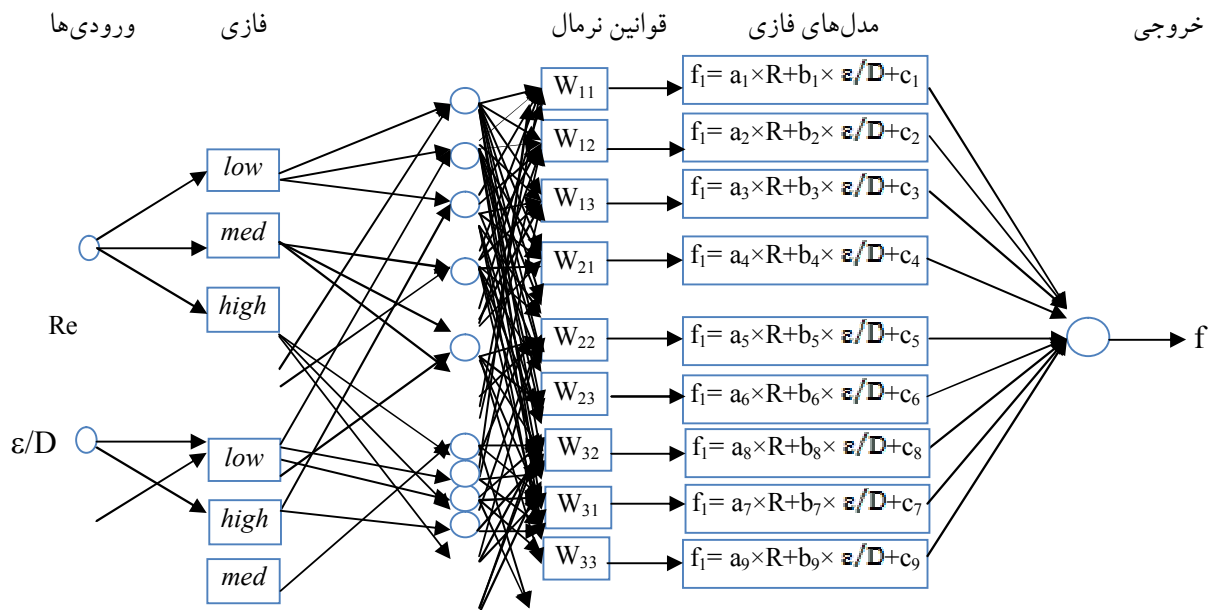 ورودی‌ها
فازی
قوانین نرمال
مدل‌های فازی
خروجی
low
med
high
Re
ε/D
low
high
med
W₁₁
W₁₂
W₁₃
W₂₁
W₂₂
W₂₃
W₃₂
W₃₁
W₃₃
f₁= a₁×R+b₁× ε/D+c₁
f₁= a₂×R+b₂× ε/D+c₂
f₁= a₃×R+b₃× ε/D+c₃
f₁= a₄×R+b₄× ε/D+c₄
f₁= a₅×R+b₅× ε/D+c₅
f₁= a₆×R+b₆× ε/D+c₆
f₁= a₈×R+b₈× ε/D+c₈
f₁= a₇×R+b₇× ε/D+c₇
f₁= a₉×R+b₉× ε/D+c₉
f